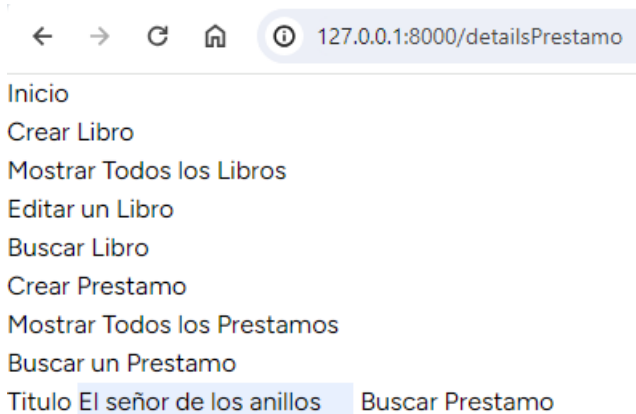 127.0.0.1:8000/detailsPrestamo
Inicio
Crear Libro
Mostrar Todos los Libros
Editar un Libro
Buscar Libro
Crear Prestamo
Mostrar Todos los Prestamos
Buscar un Prestamo
Titulo El señor de los anillos Buscar Prestamo